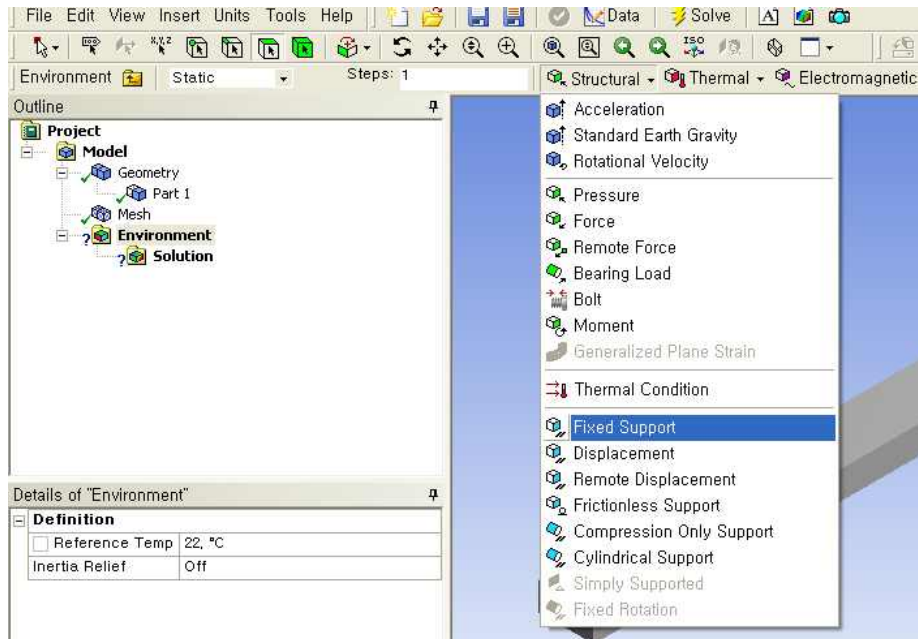 File Edit View Insert Units Tools Help Data Solve A
x,y,z ISO
Environment Static Steps: 1 Structural Thermal Electromagnetic
Outline
Project
Model
Geometry
Part 1
Mesh
Environment
Solution
Acceleration
Standard Earth Gravity
Rotational Velocity
Pressure
Force
Remote Force
Bearing Load
Bolt
Moment
Generalized Plane Strain
Thermal Condition
Fixed Support
Displacement
Remote Displacement
Frictionless Support
Compression Only Support
Cylindrical Support
Simply Supported
Fixed Rotation
Details of "Environment"
Definition
Reference Temp 22, °C
Inertia Relief Off